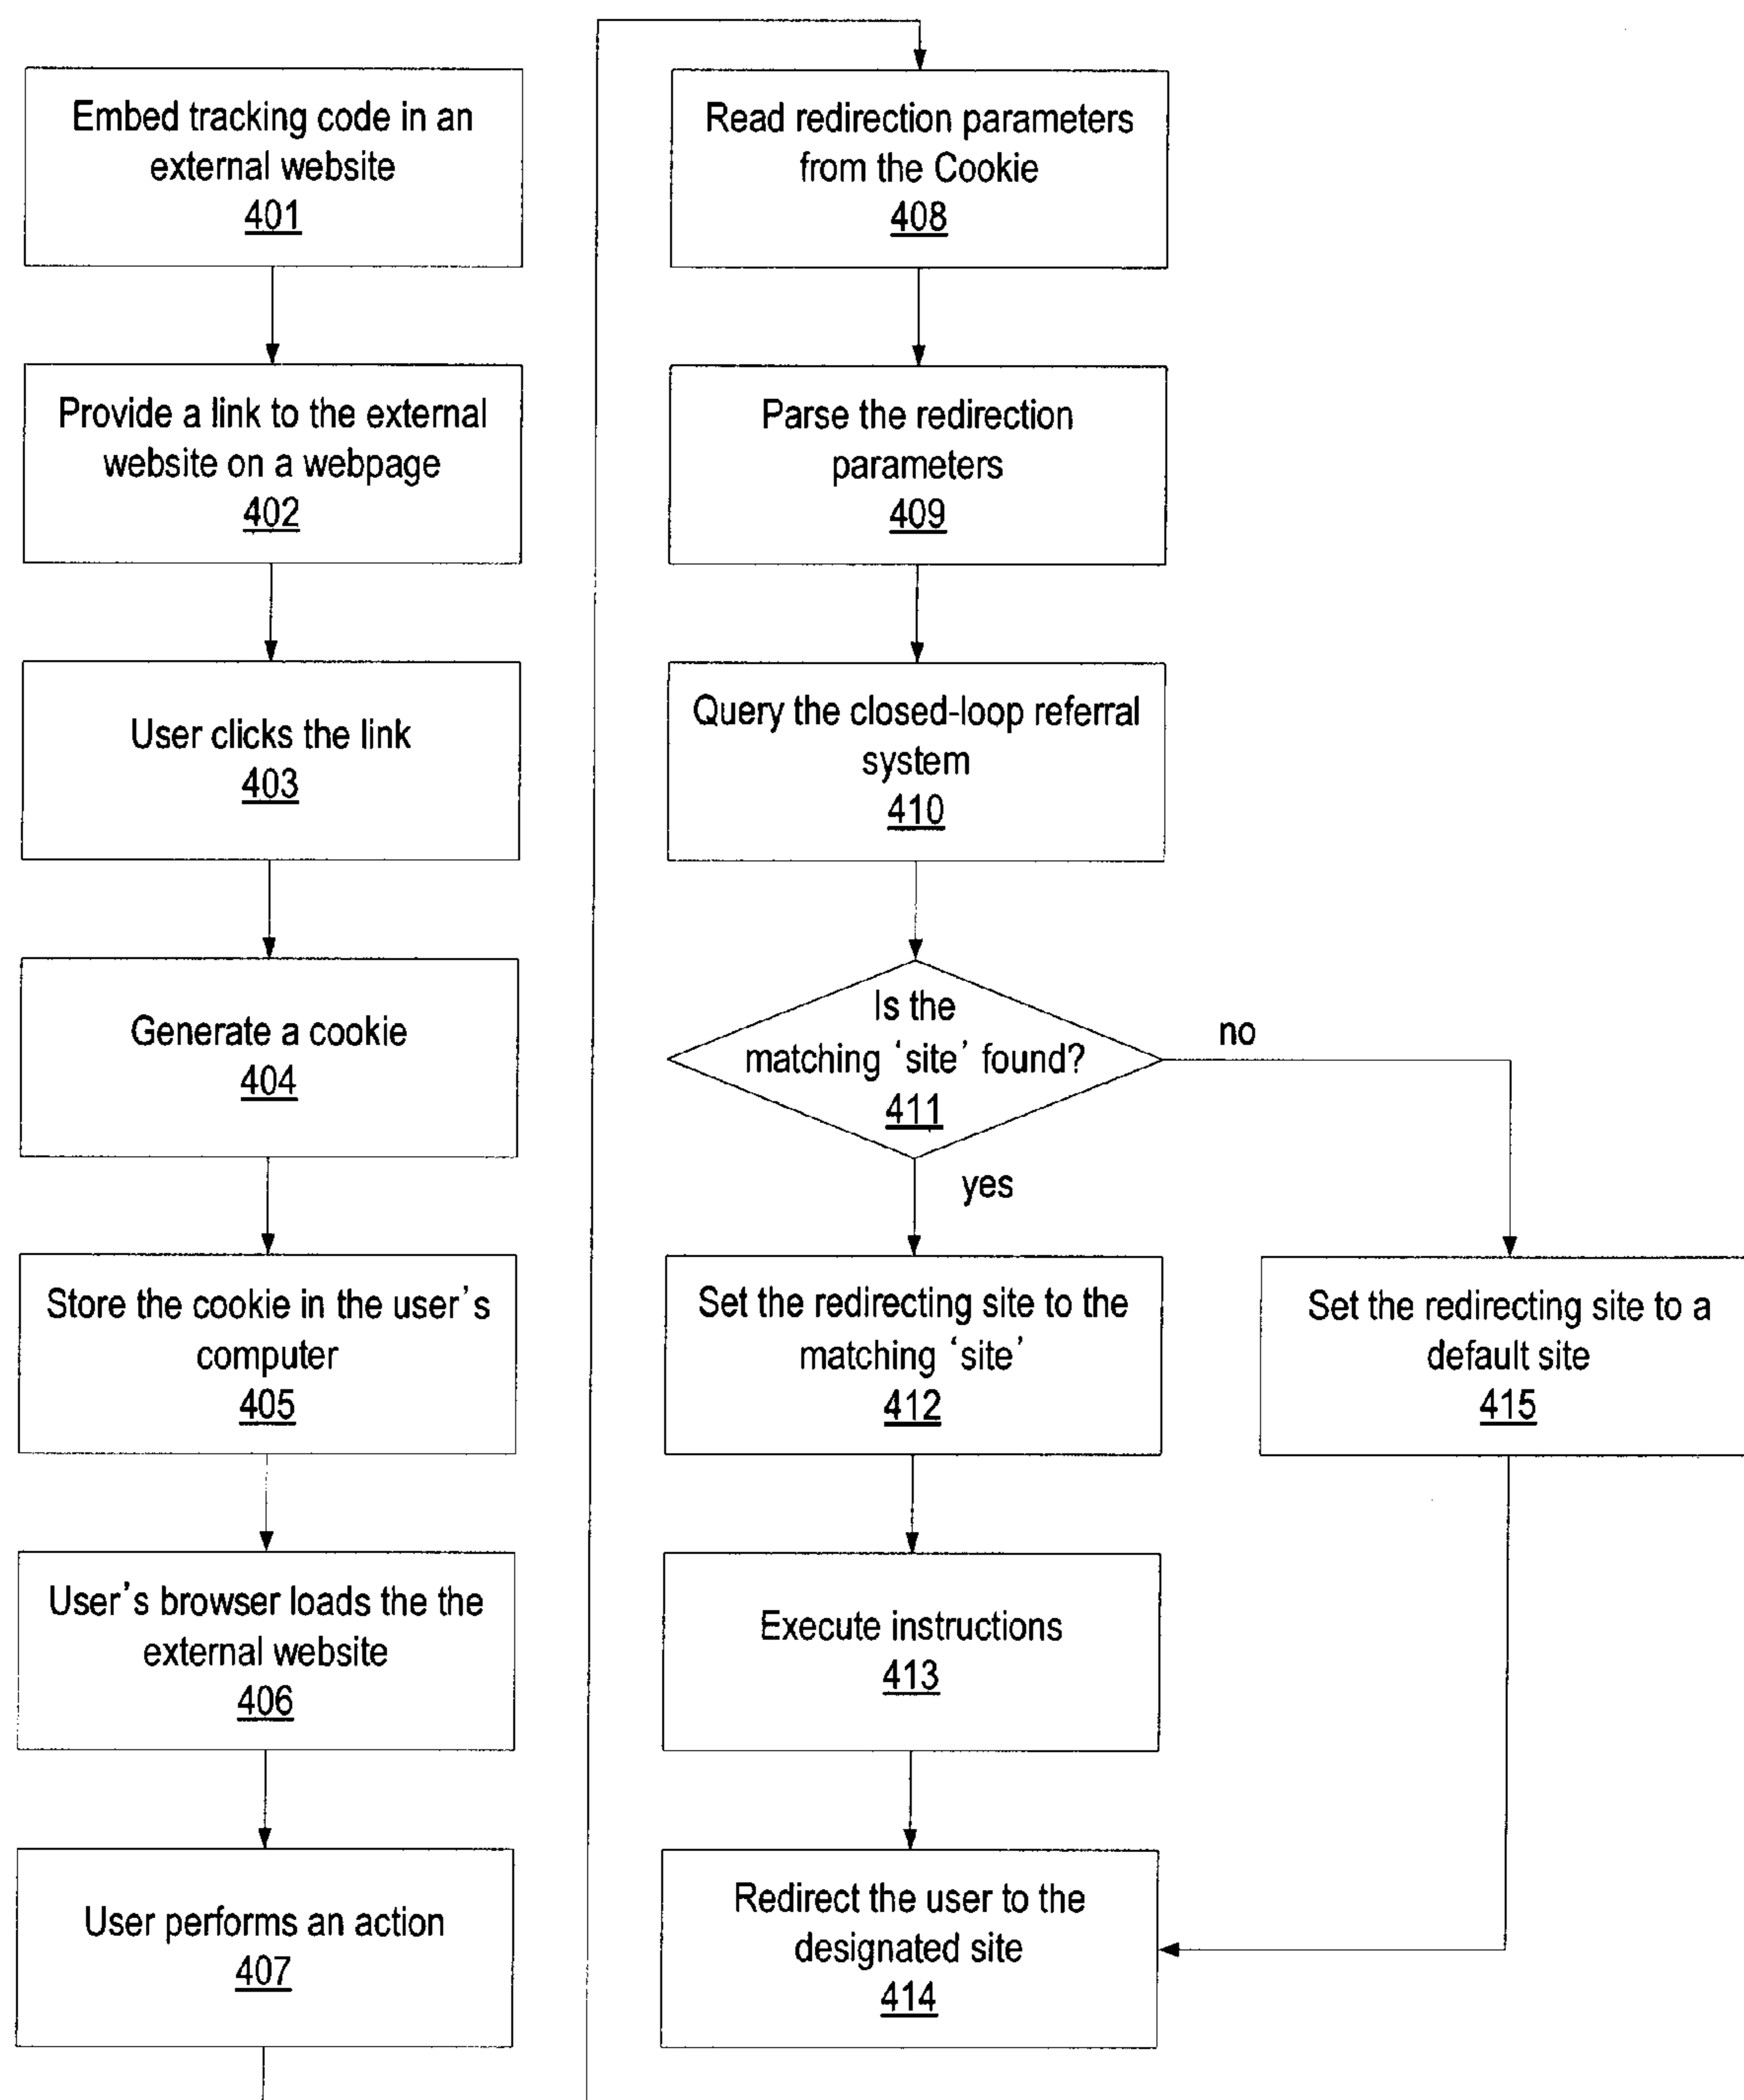 Embed tracking code in an
external website
401
Provide a link to the external
website on a webpage
402
User clicks the link
403
Generate a cookie
404
Store the cookie in the user's
computer
405
User's browser loads the the
external website
406
User performs an action
407
Read redirection parameters
from the Cookie
408
Parse the redirection
parameters
409
Query the closed-loop referral
system
410
Is the
matching 'site' found?
411
no
yes
Set the redirecting site to the
matching 'site'
412
Set the redirecting site to a
default site
415
Execute instructions
413
Redirect the user to the
designated site
414